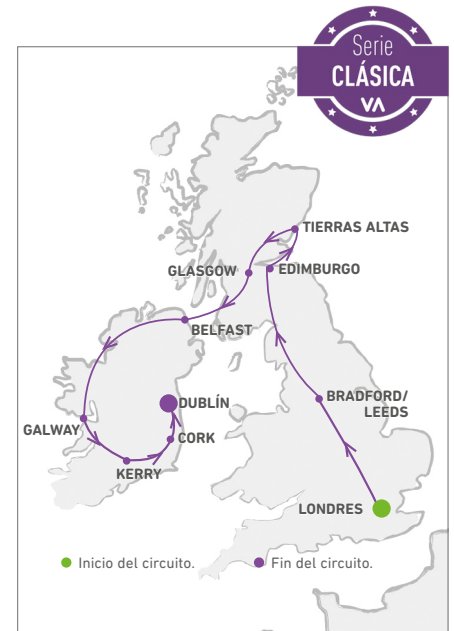 Serie
CLÁSICA
VA
TIERRAS ALTAS
GLASGOW
EDIMBURGO
BELFAST
BRADFORD/
LEEDS
DUBLÍN
GALWAY
CORK
KERRY
LONDRES
Inicio del circuito.
Fin del circuito.